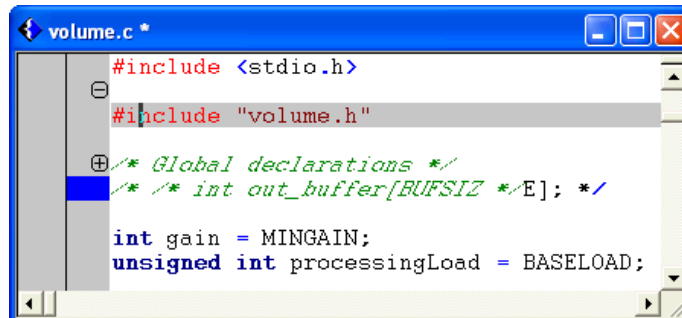 volume.c *
#include <stdio.h>
#include "volume.h"
/* Global declarations */
/* /* int out_buffer[BUFSIZ */E]; */
int gain = MINGAIN;
unsigned int processingLoad = BASELOAD;